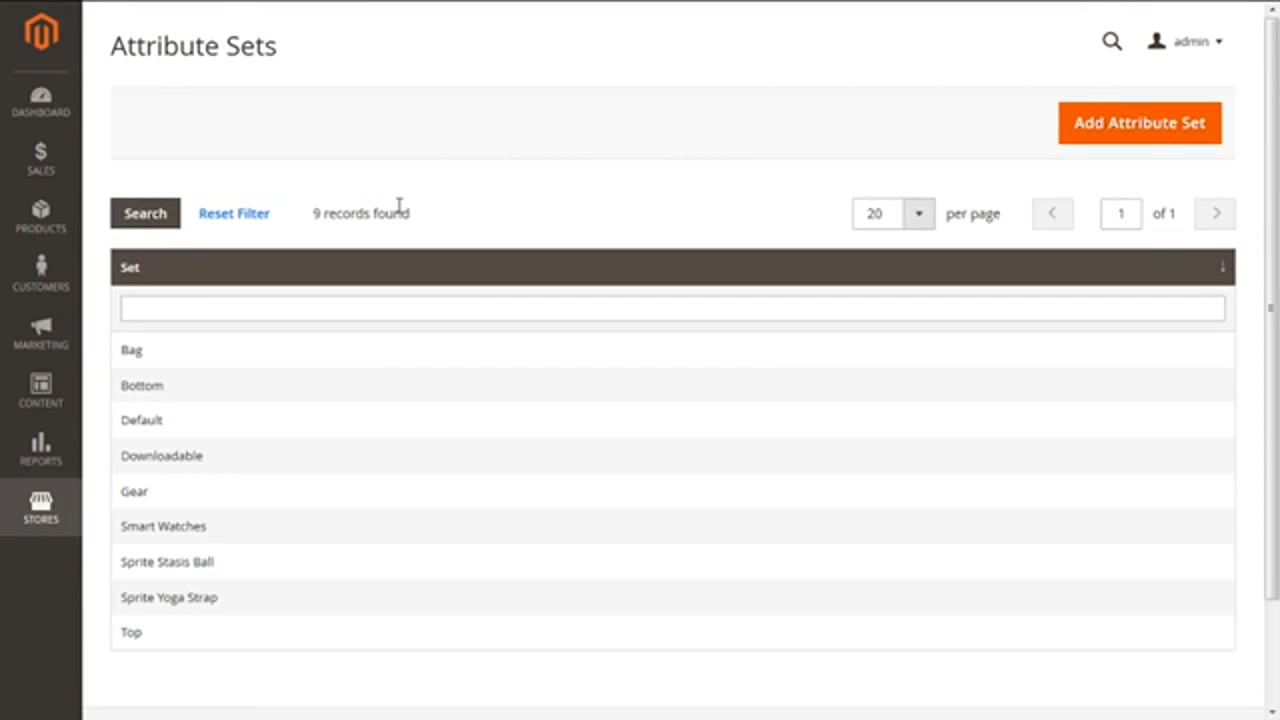 Attribute Sets
admin
Add Attribute Set
Search Reset Filter 9 records found 20 per page 1 of 1
Set
Bag
Bottom
Default
Downloadable
Gear
Smart Watches
Sprite Stasis Ball
Sprite Yoga Strap
Top
DASHBOARD
$
SALES
PRODUCTS
CUSTOMERS
MARKETING
CONTENT
REPORTS
STORES